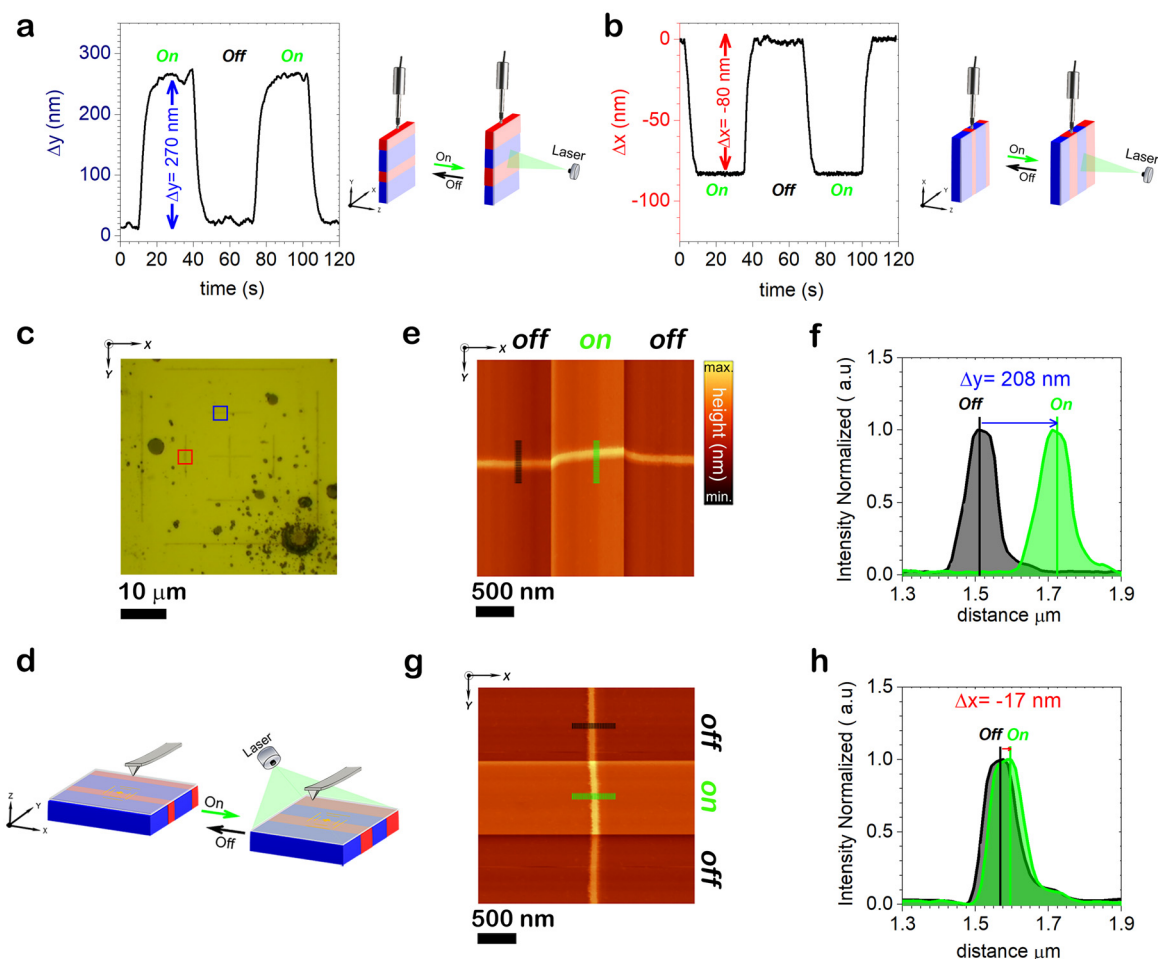 a
300
200
100
0
Δy (nm)
On
Off
On
Δy= 270 nm
0 20 40 60 80 100 120
time (s)
On
Off
Laser
Y
X
Z
b
0
-50
-100
Δx (nm)
Δx= -80 nm
On
Off
On
0 20 40 60 80 100 120
time (s)
On
Off
Laser
Y
X
Z
c
X
Y
10 μm
e
X
Y
off
on
off
max.
height (nm)
min.
500 nm
f
1.5
1.0
0.5
0.0
Intensity Normalized ( a.u)
Δy= 208 nm
Off
On
1.3 1.5 1.7 1.9
distance μm
d
Laser
On
Off
Z
Y
X
g
X
Y
off
on
off
500 nm
h
1.5
1.0
0.5
0.0
Intensity Normalized ( a.u)
Δx= -17 nm
Off
On
1.3 1.5 1.7 1.9
distance μm